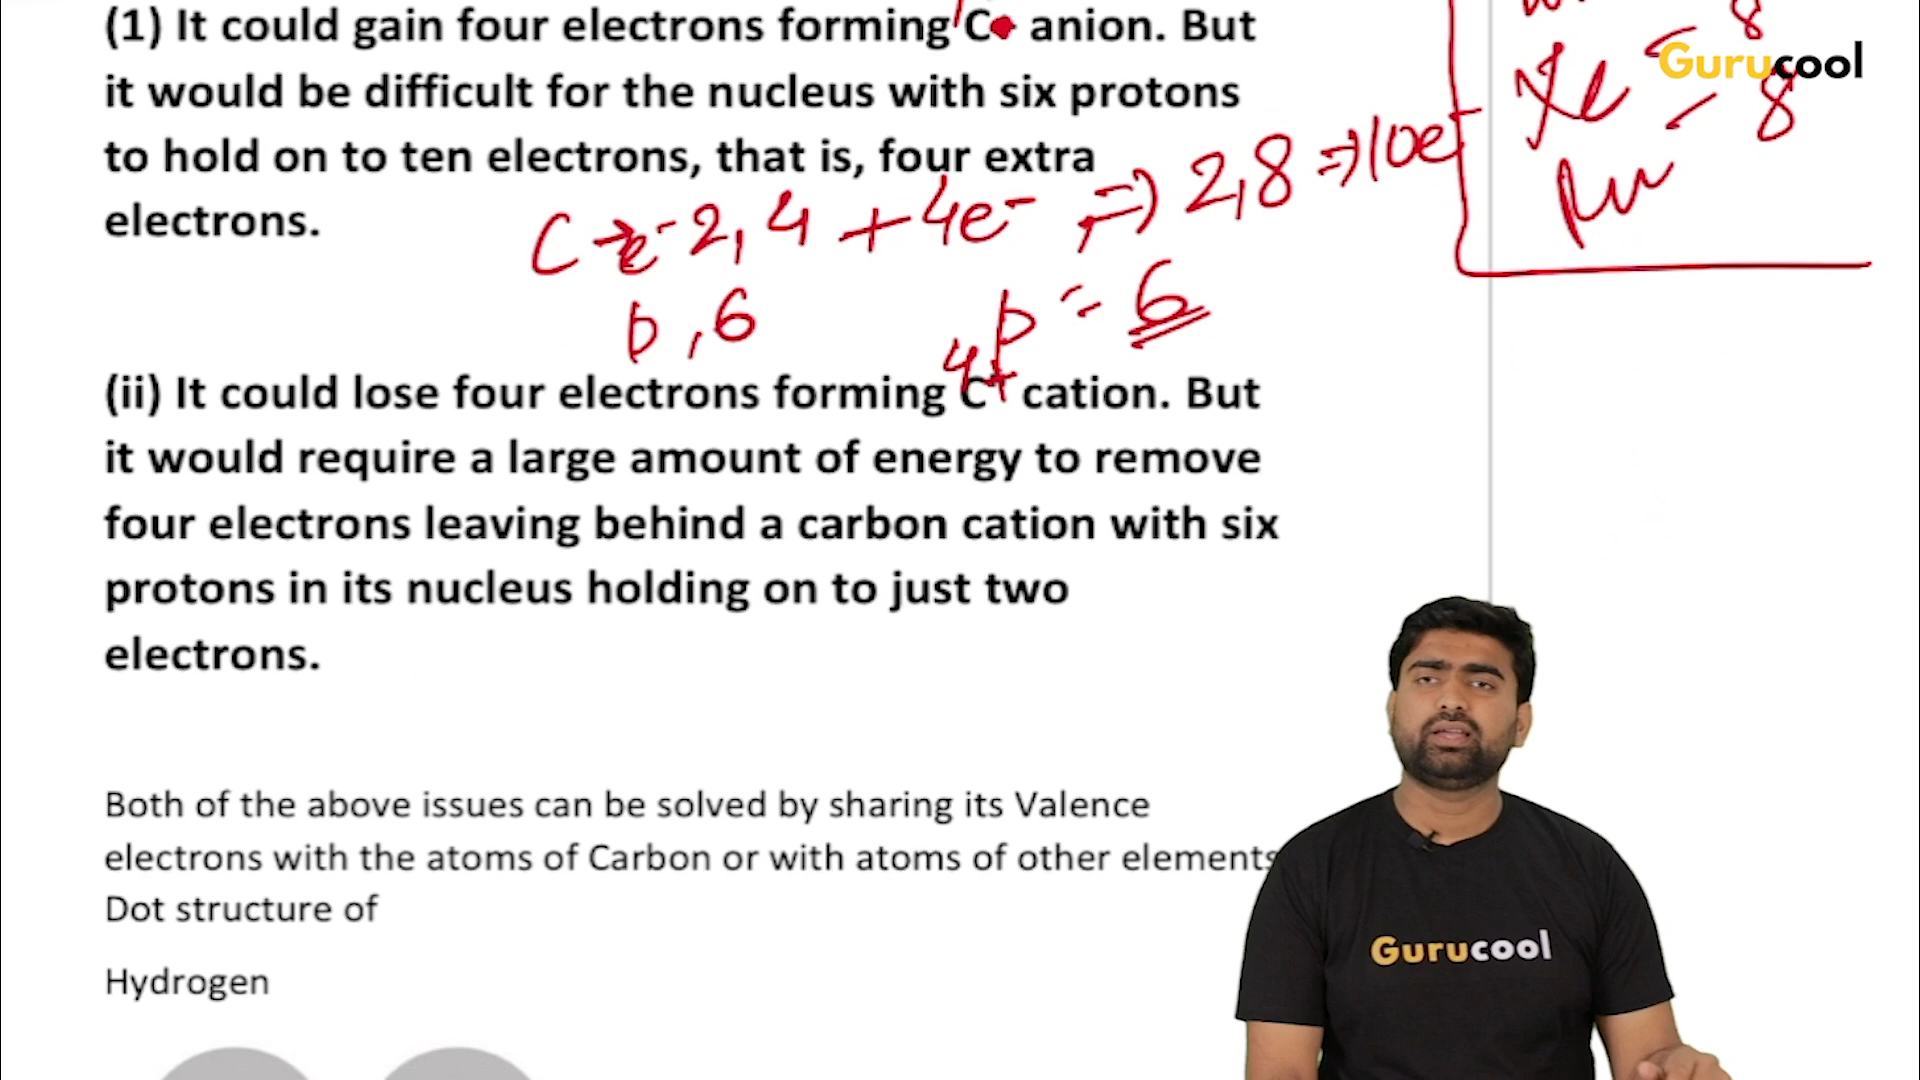 (1) It could gain four electrons forming C anion. But
it would be difficult for the nucleus with six protons
to hold on to ten electrons, that is, four extra
electrons.
C 2, 4 + 4e⁻ ⇒ 2,8 ⇒ 10e⁻
p, 6
p = 6
8
Xe - 8
Gurucool
(ii) It could lose four electrons forming C⁴⁺ cation. But
it would require a large amount of energy to remove
four electrons leaving behind a carbon cation with six
protons in its nucleus holding on to just two
electrons.
Both of the above issues can be solved by sharing its Valence
electrons with the atoms of Carbon or with atoms of other elements
Dot structure of
Hydrogen
Gurucool